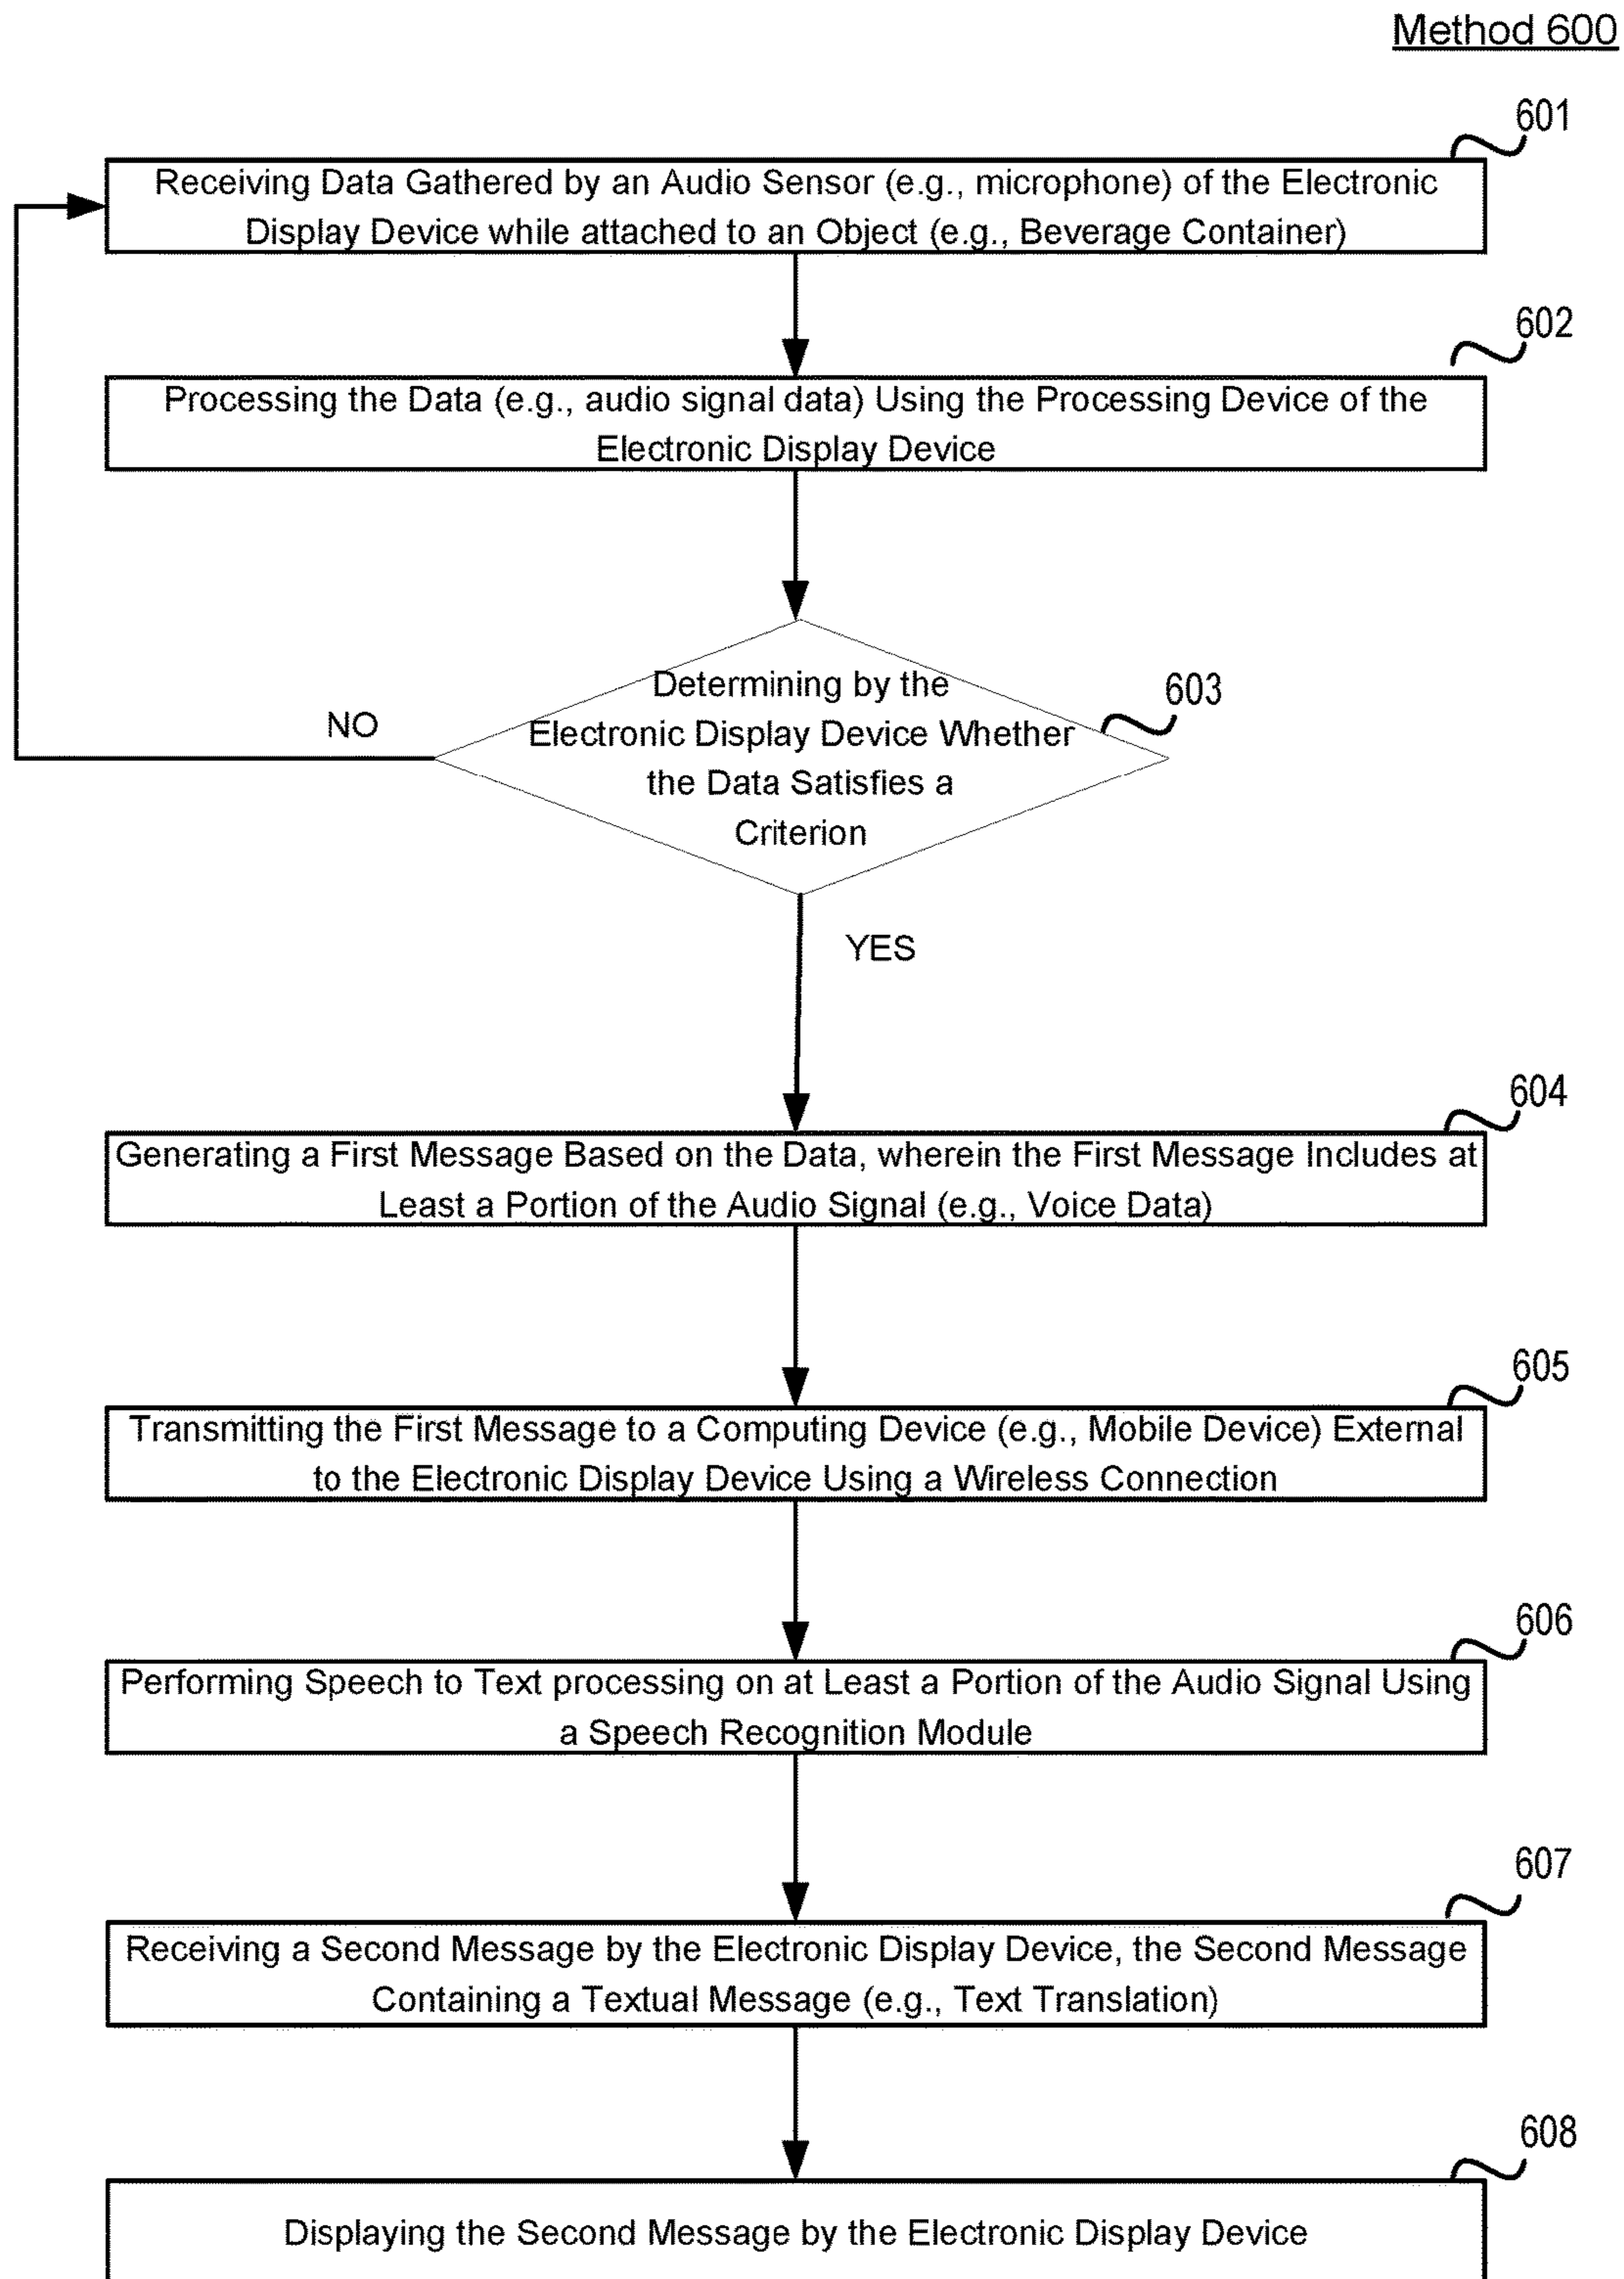 Method 600
601
Receiving Data Gathered by an Audio Sensor (e.g., microphone) of the Electronic
Display Device while attached to an Object (e.g., Beverage Container)
602
Processing the Data (e.g., audio signal data) Using the Processing Device of the
Electronic Display Device
603
Determining by the
Electronic Display Device Whether
the Data Satisfies a
Criterion
NO
YES
604
Generating a First Message Based on the Data, wherein the First Message Includes at
Least a Portion of the Audio Signal (e.g., Voice Data)
605
Transmitting the First Message to a Computing Device (e.g., Mobile Device) External
to the Electronic Display Device Using a Wireless Connection
606
Performing Speech to Text processing on at Least a Portion of the Audio Signal Using
a Speech Recognition Module
607
Receiving a Second Message by the Electronic Display Device, the Second Message
Containing a Textual Message (e.g., Text Translation)
608
Displaying the Second Message by the Electronic Display Device